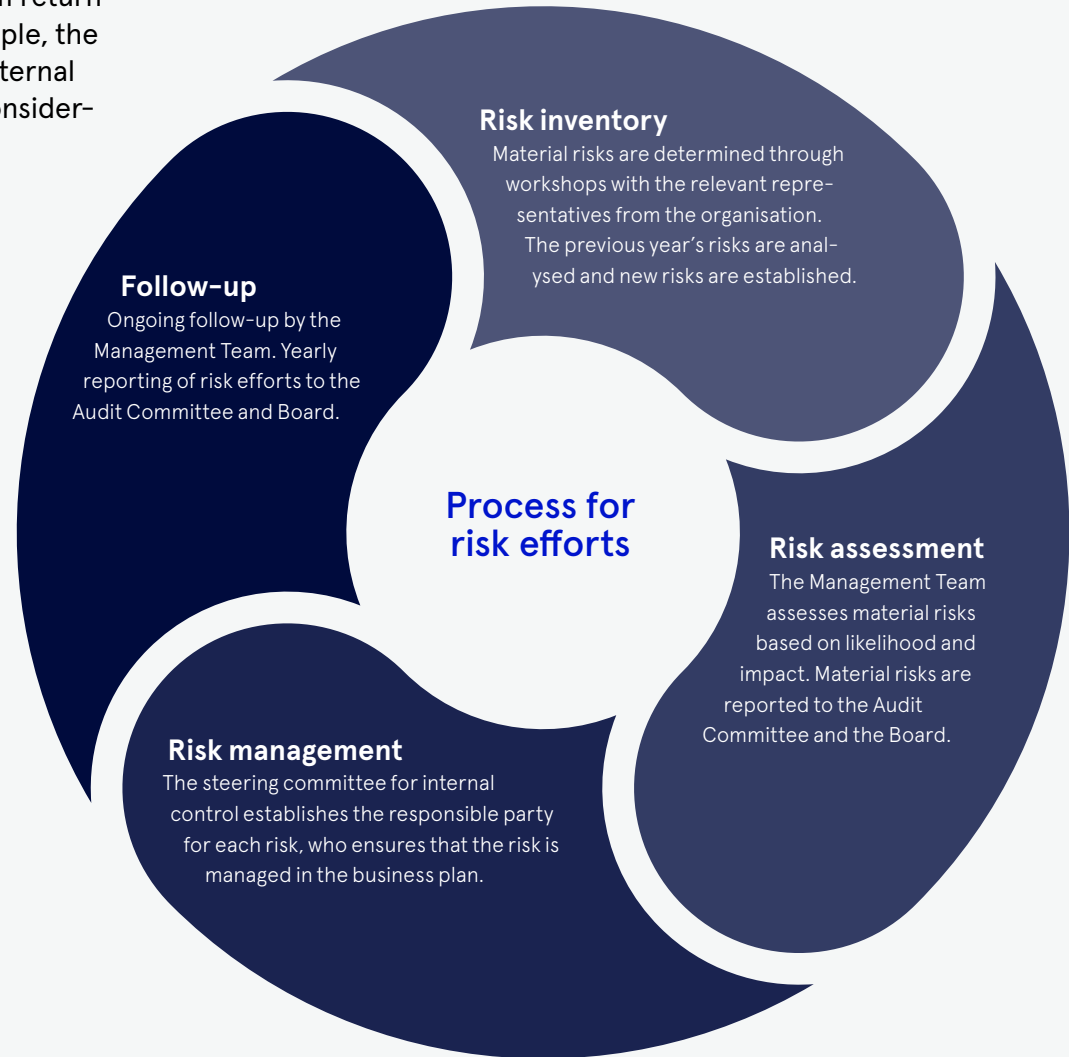 return
ple, the
ternal
onsider-
Risk inventory
Material risks are determined through
workshops with the relevant repre-
sentatives from the organisation.
The previous year’s risks are anal-
ysed and new risks are established.
Follow-up
Ongoing follow-up by the
Management Team. Yearly
reporting of risk efforts to the
Audit Committee and Board.
Process for
risk efforts
Risk assessment
The Management Team
assesses material risks
based on likelihood and
impact. Material risks are
reported to the Audit
Committee and the Board.
Risk management
The steering committee for internal
control establishes the responsible party
for each risk, who ensures that the risk is
managed in the business plan.